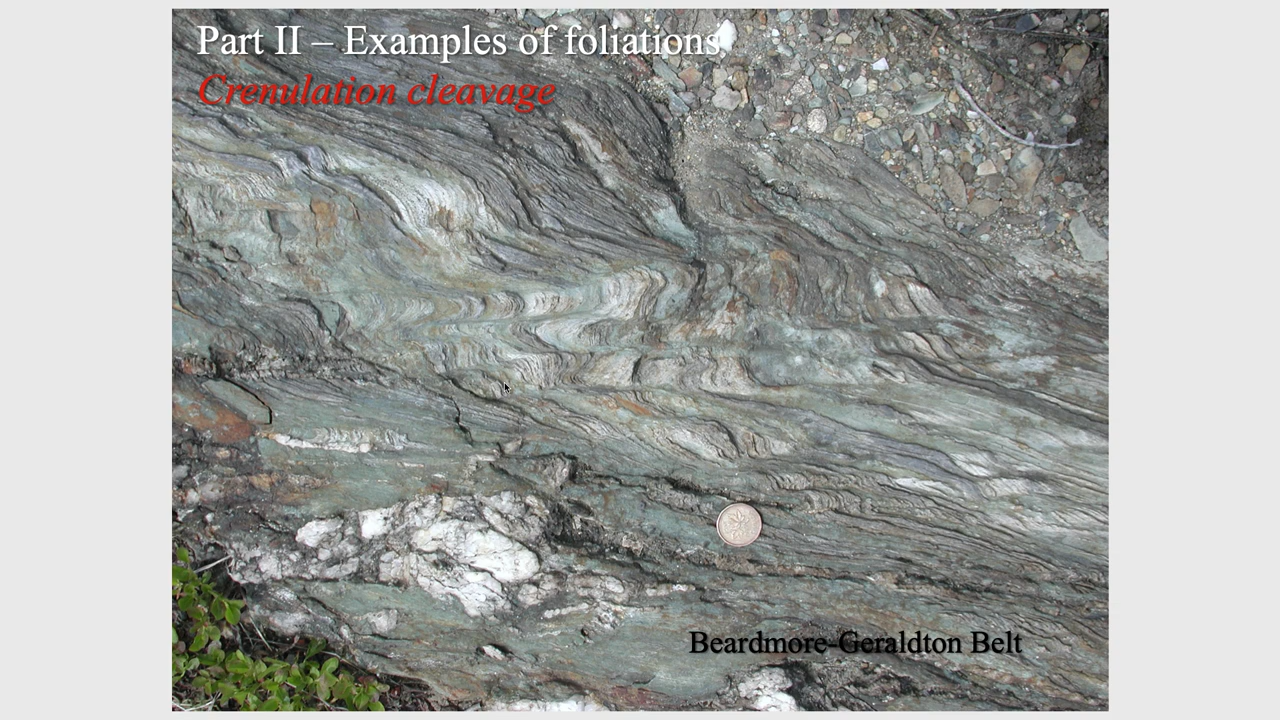 Part II – Examples of foliations
Crenulation cleavage
Beardmore-Geraldton Belt